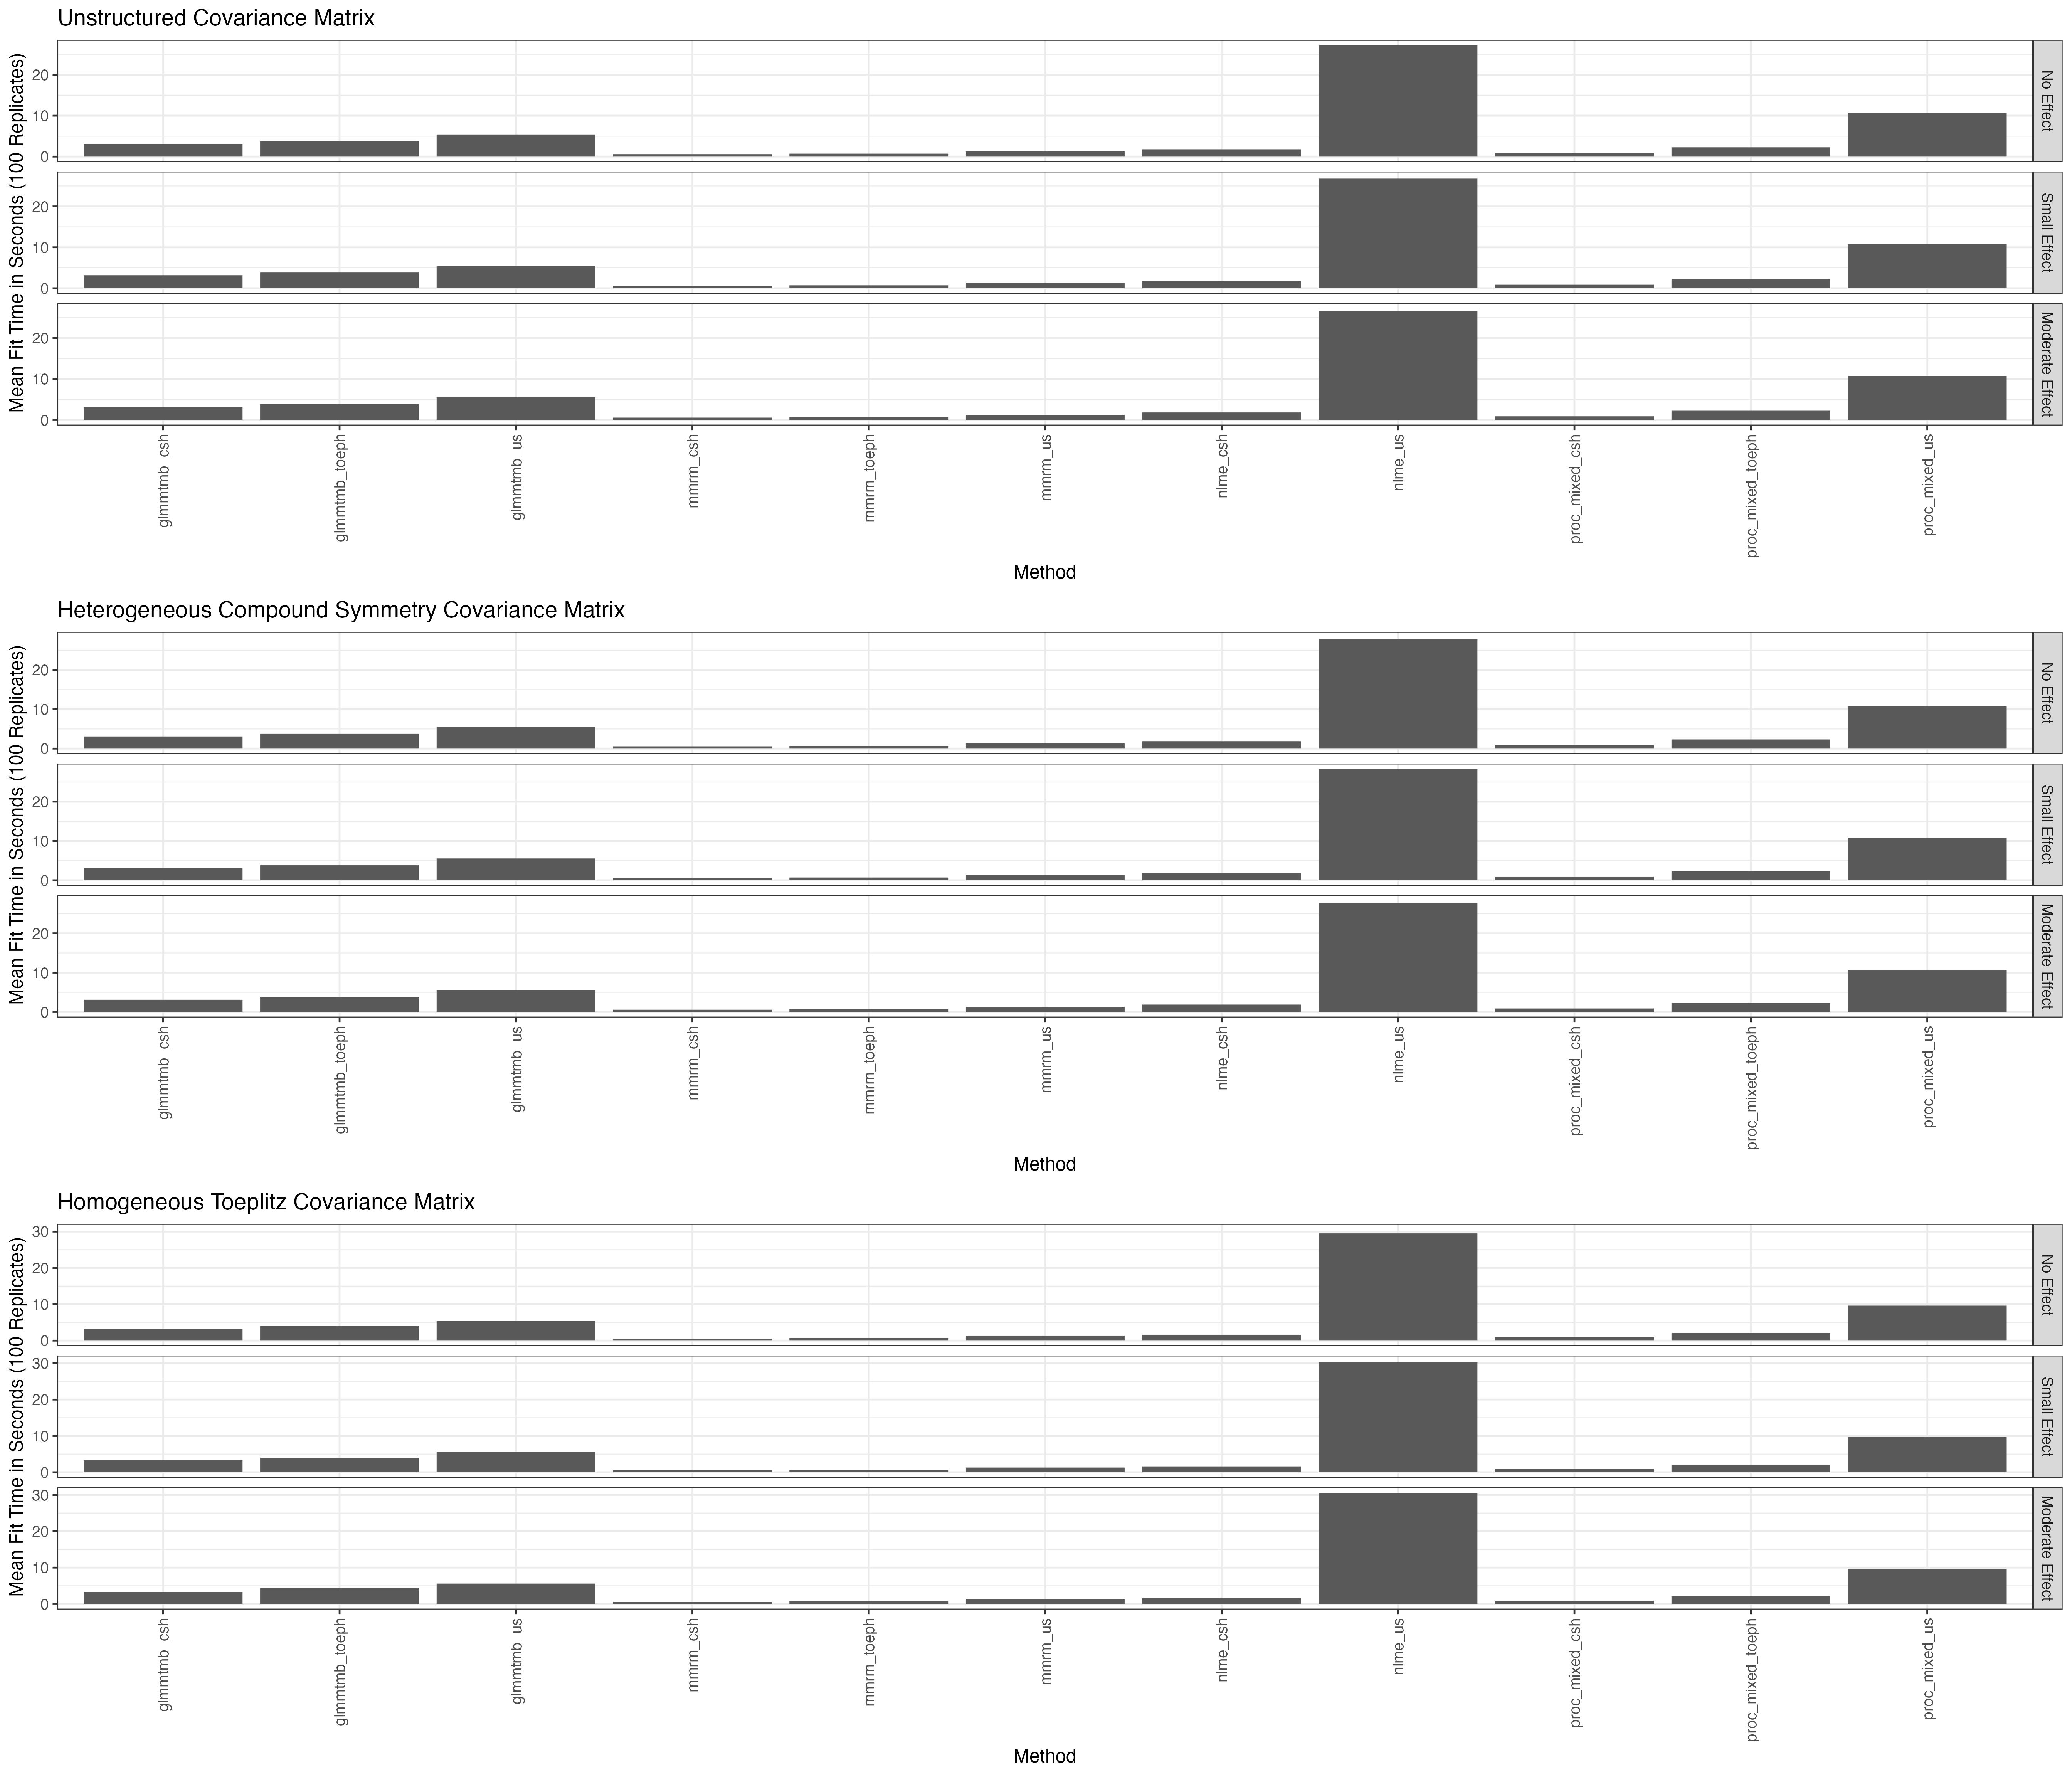 Unstructured Covariance Matrix
Mean Fit Time in Seconds (100 Replicates)
20
10
0
No Effect
20
10
0
Small Effect
20
10
0
Moderate Effect
glmmtmb_csh
glmmtmb_toeph
glmmtmb_us
mmrm_csh
mmrm_toeph
mmrm_us
nlme_csh
nlme_us
proc_mixed_csh
proc_mixed_toeph
proc_mixed_us
Method
Heterogeneous Compound Symmetry Covariance Matrix
Mean Fit Time in Seconds (100 Replicates)
20
10
0
No Effect
20
10
0
Small Effect
20
10
0
Moderate Effect
glmmtmb_csh
glmmtmb_toeph
glmmtmb_us
mmrm_csh
mmrm_toeph
mmrm_us
nlme_csh
nlme_us
proc_mixed_csh
proc_mixed_toeph
proc_mixed_us
Method
Homogeneous Toeplitz Covariance Matrix
Mean Fit Time in Seconds (100 Replicates)
30
20
10
0
No Effect
30
20
10
0
Small Effect
30
20
10
0
Moderate Effect
glmmtmb_csh
glmmtmb_toeph
glmmtmb_us
mmrm_csh
mmrm_toeph
mmrm_us
nlme_csh
nlme_us
proc_mixed_csh
proc_mixed_toeph
proc_mixed_us
Method